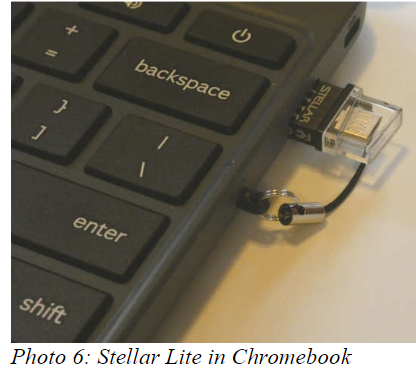 +
=
backspace
}
]
|
\
enter
shift
STELLAR
Photo 6: Stellar Lite in Chromebook